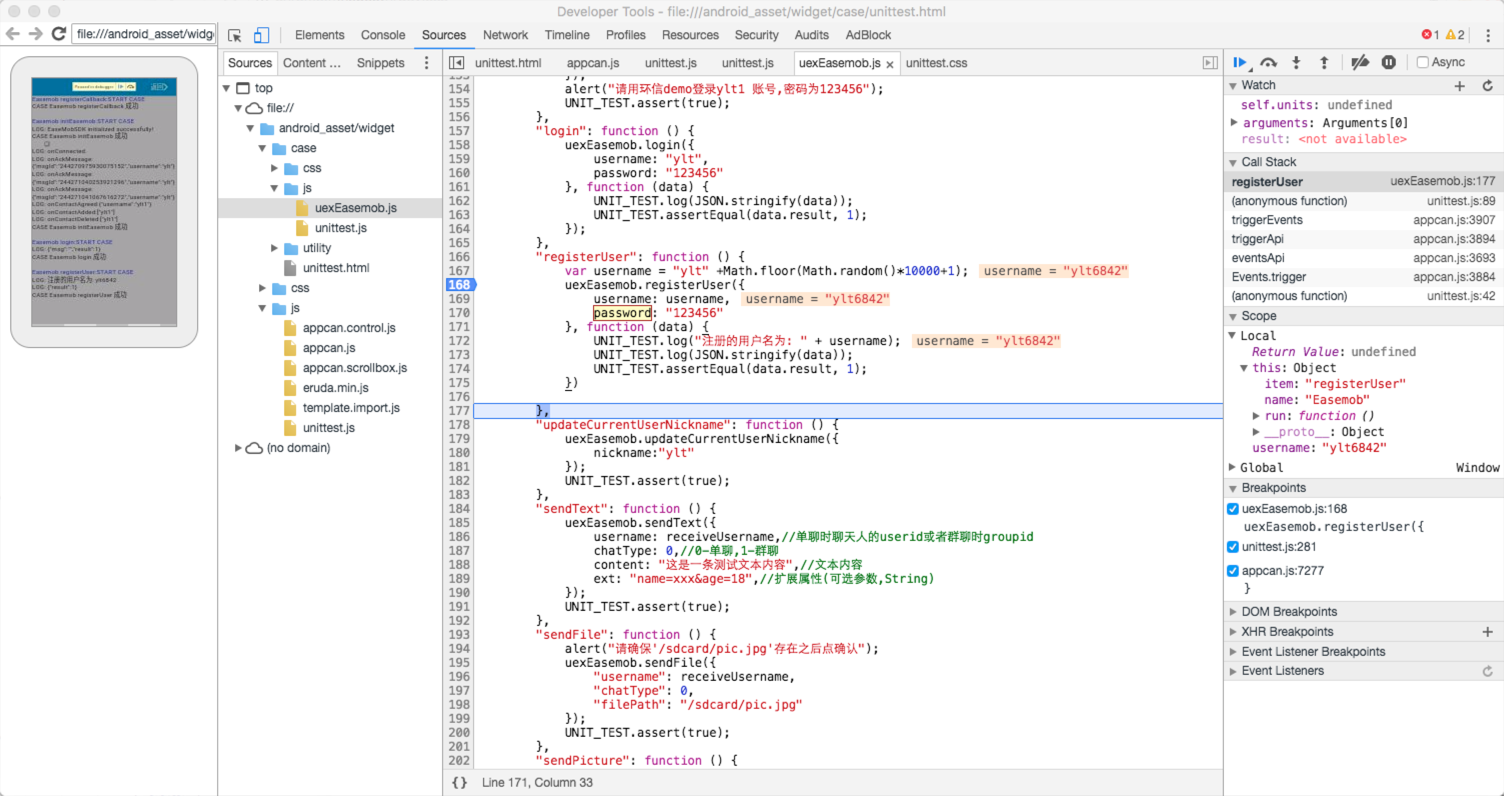 Developer Tools - file:///android_asset/widget/case/unittest.html
file:///android_asset/widg
Elements Console Sources Network Timeline Profiles Resources Security Audits AdBlock
1 2
Sources Content ... Snippets
unittest.html appcan.js unittest.js unittest.js uexEasemob.js × unittest.css
Async
Easemob registerCallback:START CASE
CASE Easemob registerCallback 成功
Easemob initEasemob:START CASE
LOG: EaseMobSDK initialized successfully!
CASE Easemob initEasemob 成功
LOG: onConnected.
LOG: onAckMessage:
LOG: onAckMessage:
LOG: onAckMessage:
LOG: onContactAgreed:{"username":"ylt1"}
LOG: onContactAdded:["ylt1"]
LOG: onContactDeleted:["ylt1"]
CASE Easemob initEasemob 成功
Easemob login:START CASE
LOG: {"msg":"","result":1}
CASE Easemob login 成功
Easemob registerUser:START CASE
LOG: 注册的用户名为: ylt6842
LOG: {"result":1}
CASE Easemob registerUser 成功
top
file://
android_asset/widget
case
css
js
uexEasemob.js
unittest.js
utility
unittest.html
css
js
appcan.control.js
appcan.js
appcan.scrollbox.js
eruda.min.js
template.import.js
unittest.js
(no domain)
153 });
154 alert("请用环信demo登录ylt1 账号,密码为123456");
155 UNIT_TEST.assert(true);
156 },
157 "login": function () {
158 uexEasemob.login({
159 username: "ylt",
160 password: "123456"
161 }, function (data) {
162 UNIT_TEST.log(JSON.stringify(data));
163 UNIT_TEST.assertEqual(data.result, 1);
164 });
165 },
166 "registerUser": function () {
167 var username = "ylt" +Math.floor(Math.random()*10000+1); username = "ylt6842"
168 uexEasemob.registerUser({
169 username: username, username = "ylt6842"
170 password: "123456"
171 }, function (data) {
172 UNIT_TEST.log("注册的用户名为: " + username); username = "ylt6842"
173 UNIT_TEST.log(JSON.stringify(data));
174 UNIT_TEST.assertEqual(data.result, 1);
175 })
176
177 },
178 "updateCurrentUserNickname": function () {
179 uexEasemob.updateCurrentUserNickname({
180 nickname:"ylt"
181 });
182 UNIT_TEST.assert(true);
183 },
184 "sendText": function () {
185 uexEasemob.sendText({
186 username: receiveUsername,//单聊时聊天人的userid或者群聊时groupid
187 chatType: 0,//0-单聊,1-群聊
188 content: "这是一条测试文本内容",//文本内容
189 ext: "name=xxx&age=18",//扩展属性(可选参数,String)
190 });
191 UNIT_TEST.assert(true);
192 },
193 "sendFile": function () {
194 alert("请确保'/sdcard/pic.jpg'存在之后点确认");
195 uexEasemob.sendFile({
196 "username": receiveUsername,
197 "chatType": 0,
198 "filePath": "/sdcard/pic.jpg"
199 });
200 UNIT_TEST.assert(true);
201 },
202 "sendPicture": function () {
{} Line 171, Column 33
Watch
self.units: undefined
arguments: Arguments[0]
result: <not available>
Call Stack
registerUser uexEasemob.js:177
(anonymous function) unittest.js:89
triggerEvents appcan.js:3907
triggerApi appcan.js:3894
eventsApi appcan.js:3693
Events.trigger appcan.js:3884
(anonymous function) unittest.js:42
Scope
Local
Return Value: undefined
this: Object
item: "registerUser"
name: "Easemob"
run: function ()
__proto__: Object
username: "ylt6842"
Global Window
Breakpoints
uexEasemob.js:168
uexEasemob.registerUser({
unittest.js:281
appcan.js:7277
}
DOM Breakpoints
XHR Breakpoints
Event Listener Breakpoints
Event Listeners